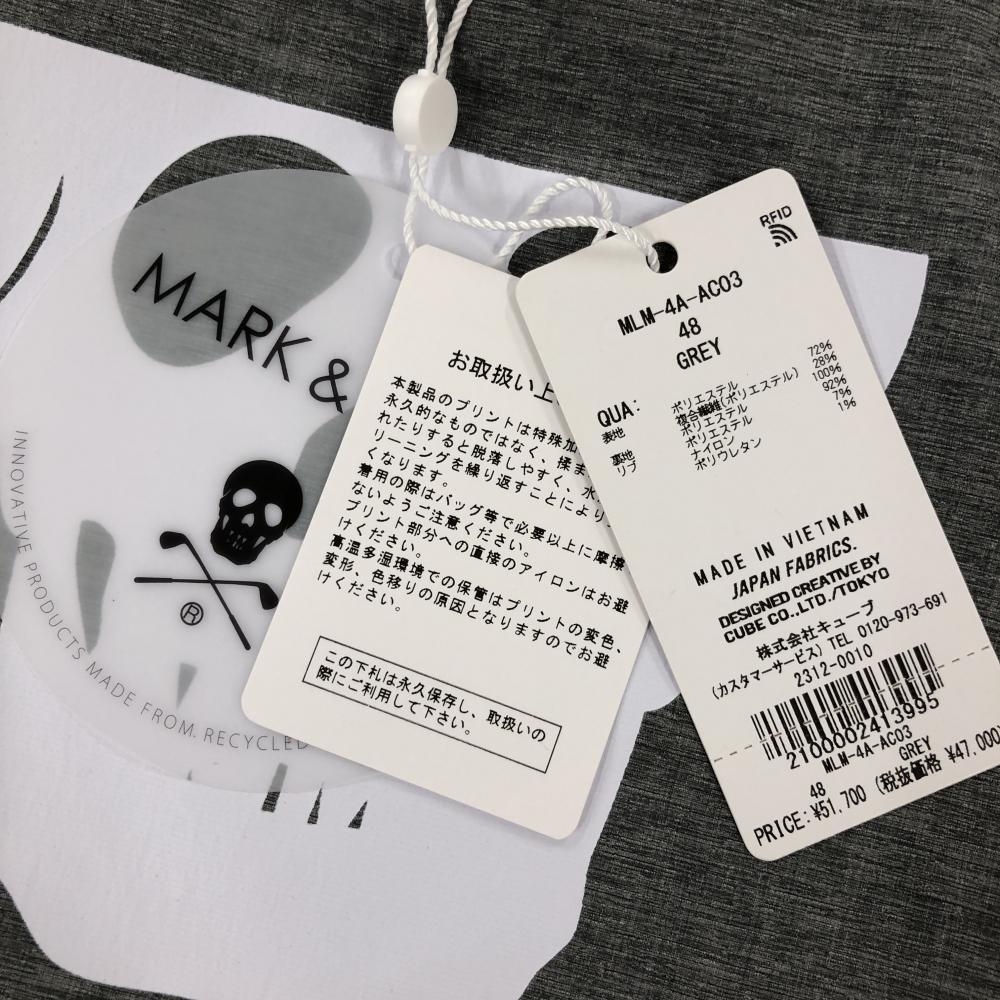 MARK &
INNOVATIVE PRODUCTS MADE FROM RECYCLED
®
お取扱い上
本製品のプリントは特殊加
永久的なものではなく、揉ま
れたりすると脱落しやすく、水
リーニングを繰り返すことにより
くなります。
着用の際はバッグ等で必要以上に摩擦
ないようご注意ください。
プリント部分への直接のアイロンはお避
けください。
高温多湿環境での保管はプリントの変色、
変形、色移りの原因となりますのでお避
けください。
この下札は永久保存し、取扱いの
際にご利用して下さい。
RFID
MLM-4A-AC03
48
GREY
QUA:
表地 ポリエステル 72%
複合繊維(ポリエステル) 28%
裏地 ポリエステル 100%
リブ ポリエステル 92%
ナイロン 7%
ポリウレタン 1%
MADE IN VIETNAM
JAPAN FABRICS.
DESIGNED CREATIVE BY
CUBE CO.,LTD./TOKYO
株式会社キューブ
(カスタマーサービス) TEL 0120-973-691
2312-0010
2100002413995
MLM-4A-AC03
48 GREY
PRICE:¥51,700 (税抜価格 ¥47,000